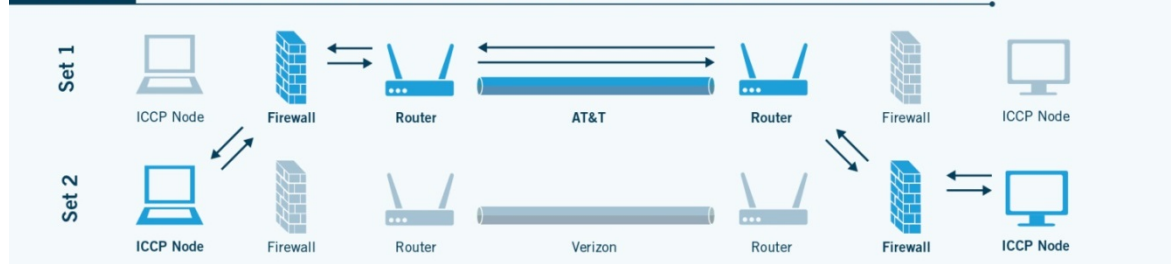 Set 1
ICCP Node Firewall Router AT&T Router Firewall ICCP Node
Set 2
ICCP Node Firewall Router Verizon Router Firewall ICCP Node